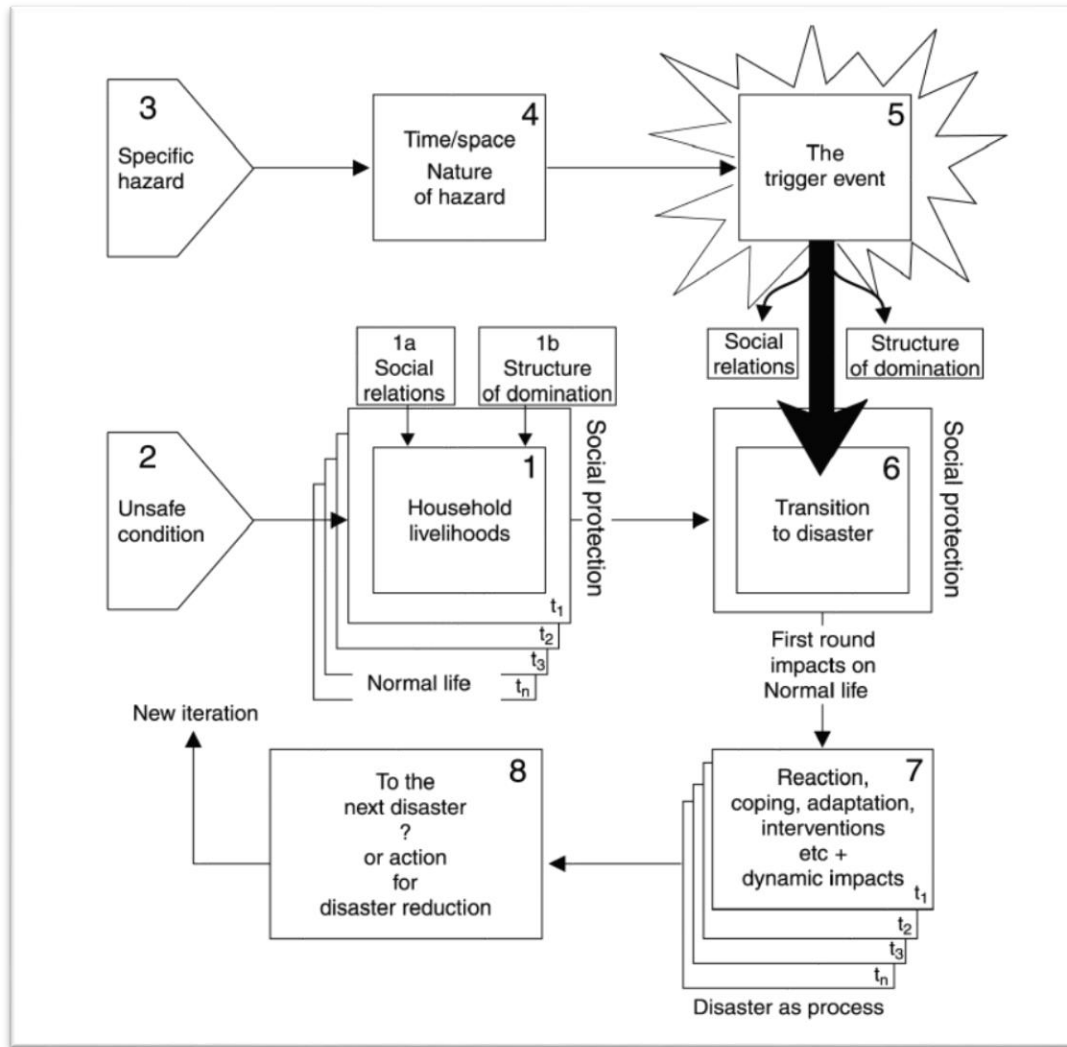 3
Specific
hazard
4
Time/space
Nature
of hazard
5
The
trigger event
1a
Social
relations
1b
Structure
of domination
Social
relations
Structure
of domination
2
Unsafe
condition
1
Household
livelihoods
t1
t2
t3
tn
Normal life
Social protection
6
Transition
to disaster
Social protection
First round
impacts on
Normal life
7
Reaction,
coping, adaptation,
interventions
etc +
dynamic impacts
t1
t2
t3
tn
Disaster as process
8
To the
next disaster
?
or action
for
disaster reduction
New iteration